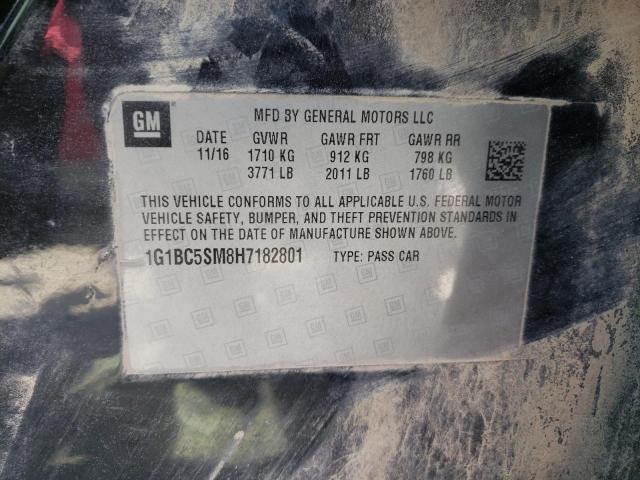 GM
MFD BY GENERAL MOTORS LLC
DATE GVWR GAWR FRT GAWR RR
11/16 1710 KG 912 KG 798 KG
3771 LB 2011 LB 1760 LB
THIS VEHICLE CONFORMS TO ALL APPLICABLE U.S. FEDERAL MOTOR
VEHICLE SAFETY, BUMPER, AND THEFT PREVENTION STANDARDS IN
EFFECT ON THE DATE OF MANUFACTURE SHOWN ABOVE.
1G1BC5SM8H7182801 TYPE: PASS CAR